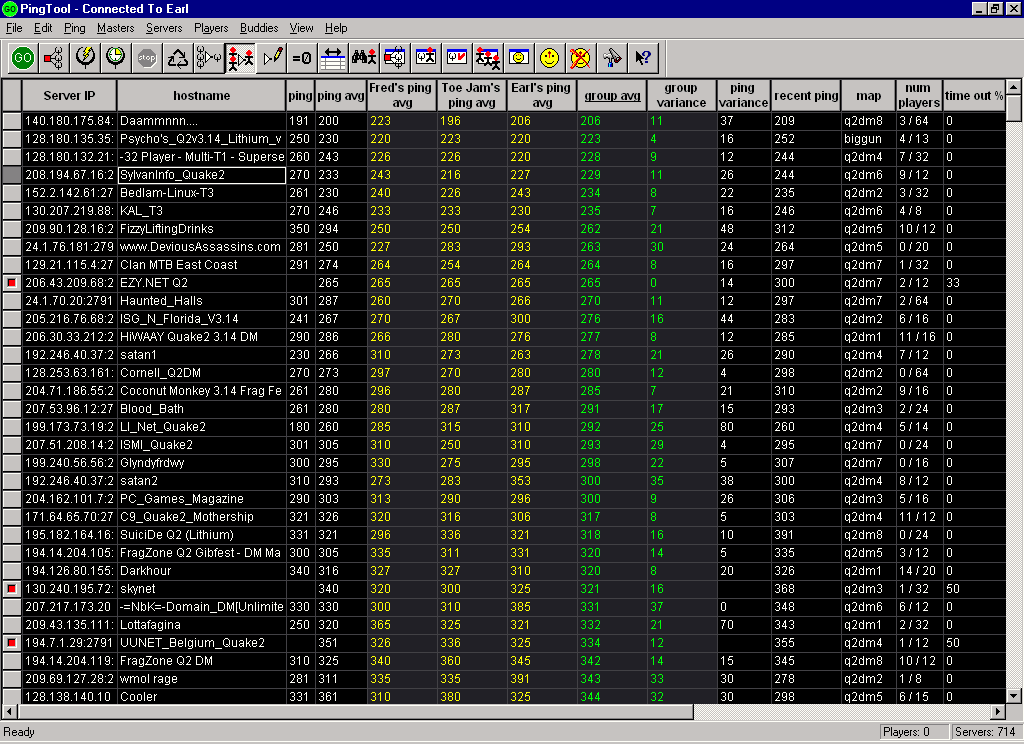 PingTool - Connected To Earl
File Edit Ping Masters Servers Players Buddies View Help
GO stop =0
Server IP hostname ping ping avg Fred's ping avg Toe Jam's ping avg Earl's ping avg group avg group variance ping variance recent ping map num players time out %
140.180.175.84: Daammnnn.... 191 200 223 196 206 206 11 37 209 q2dm8 3 / 64 0
128.180.135.35: Psycho's_Q2v3.14_Lithium_v 250 230 220 223 220 223 4 16 252 biggun 4 / 13 0
128.180.132.21: -32 Player - Multi-T1 - Superse 260 243 226 226 220 228 9 12 244 q2dm4 7 / 32 0
208.194.67.16:2 SylvanInfo_Quake2 270 233 243 216 227 229 11 26 244 q2dm6 9 / 12 0
152.2.142.61:27 Bedlam-Linux-T3 261 230 240 226 243 234 8 22 235 q2dm2 3 / 32 0
130.207.219.88: KAL_T3 270 246 233 233 230 235 7 16 246 q2dm6 4 / 8 0
209.90.128.16:2 FizzyLiftingDrinks 350 294 250 250 254 262 21 48 312 q2dm5 10 / 12 0
24.1.76.181:279 www.DeviousAssassins.com 281 250 227 283 293 263 30 24 264 q2dm5 0 / 20 0
129.21.115.4:27 Clan MTB East Coast 291 274 264 254 264 264 8 16 297 q2dm7 1 / 32 0
206.43.209.68:2 EZY.NET Q2 265 265 265 265 265 0 14 300 q2dm7 2 / 12 33
24.1.70.20:2791 Haunted_Halls 301 287 260 270 266 270 11 12 297 q2dm7 2 / 64 0
205.216.76.68:2 ISG_N_Florida_V3.14 241 267 270 267 300 276 16 44 283 q2dm2 6 / 16 0
206.30.33.212:2 HiWAAY Quake2 3.14 DM 290 286 266 280 276 277 8 12 285 q2dm1 11 / 16 0
192.246.40.37:2 satan1 230 266 310 273 263 278 21 26 290 q2dm4 7 / 12 0
128.253.63.161: Cornell_Q2DM 270 273 297 270 280 280 12 4 298 q2dm2 0 / 64 0
204.71.186.55:2 Coconut Monkey 3.14 Frag Fe 261 280 296 280 287 285 7 21 310 q2dm2 9 / 16 0
207.53.96.12:27 Blood_Bath 261 280 280 287 317 291 17 15 293 q2dm3 2 / 24 0
199.173.73.19:2 LI_Net_Quake2 180 260 285 315 310 292 25 80 260 q2dm4 5 / 14 0
207.51.208.14:2 ISMI_Quake2 301 305 310 250 310 293 29 4 295 q2dm7 0 / 24 0
199.240.56.56:2 Glyndyfrdwy 300 295 330 275 295 298 22 5 307 q2dm7 0 / 16 0
192.246.40.37:2 satan2 310 293 273 283 353 300 35 38 300 q2dm4 8 / 12 0
204.162.101.7:2 PC_Games_Magazine 290 303 313 290 296 300 9 26 306 q2dm3 5 / 16 0
171.64.65.70:27 C9_Quake2_Mothership 321 326 320 316 306 317 8 5 303 q2dm4 11 / 12 0
195.182.164.16: SuiciDe Q2 (Lithium) 331 321 296 336 321 318 16 10 391 q2dm8 0 / 24 0
194.14.204.105: FragZone Q2 Gibfest - DM Ma 300 305 335 311 331 320 14 5 335 q2dm5 3 / 12 0
194.126.80.155: Darkhour 340 316 327 327 310 320 8 20 326 q2dm1 14 / 20 0
130.240.195.72: skynet 340 320 300 325 321 16 368 q2dm3 1 / 32 50
207.217.173.20 -=NbK=-Domain_DM[Unlimite 330 330 300 310 385 331 37 0 348 q2dm6 6 / 12 0
209.43.135.111: Lottafagina 250 320 365 325 321 332 21 70 343 q2dm1 2 / 32 0
194.7.1.29:2791 UUNET_Belgium_Quake2 351 326 336 325 334 12 355 q2dm4 1 / 12 50
194.14.204.119: FragZone Q2 DM 310 325 340 360 345 342 14 15 345 q2dm8 10 / 12 0
209.69.127.28:2 wmol rage 281 311 335 335 391 343 33 30 278 q2dm2 1 / 8 0
128.138.140.10 Cooler 331 361 310 380 325 344 32 30 298 q2dm5 6 / 15 0
Ready Players: 0 Servers: 714